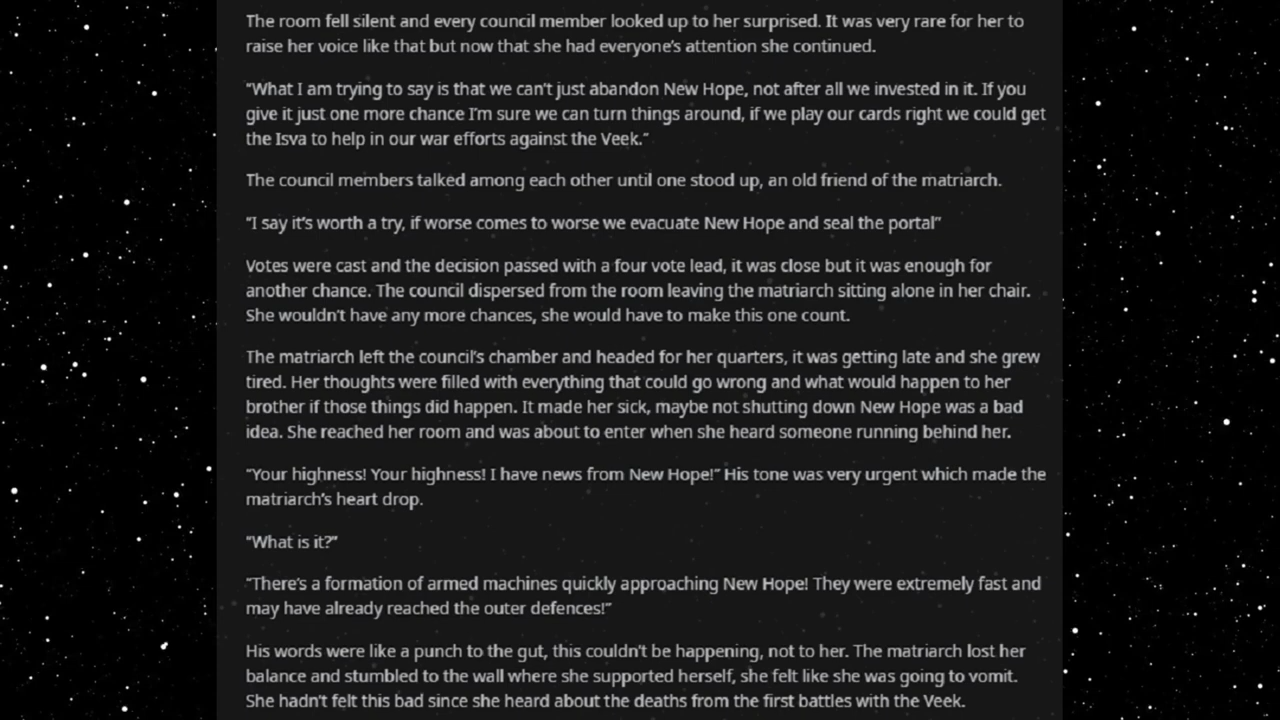 The room fell silent and every council member looked up to her surprised. It was very rare for her to
raise her voice like that but now that she had everyone's attention she continued.
"What I am trying to say is that we can't just abandon New Hope, not after all we invested in it. If you
give it just one more chance I'm sure we can turn things around, if we play our cards right we could get
the Isva to help in our war efforts against the Veek."
The council members talked among each other until one stood up, an old friend of the matriarch.
"I say it's worth a try, if worse comes to worse we evacuate New Hope and seal the portal"
Votes were cast and the decision passed with a four vote lead, it was close but it was enough for
another chance. The council dispersed from the room leaving the matriarch sitting alone in her chair.
She wouldn't have any more chances, she would have to make this one count.
The matriarch left the council's chamber and headed for her quarters, it was getting late and she grew
tired. Her thoughts were filled with everything that could go wrong and what would happen to her
brother if those things did happen. It made her sick, maybe not shutting down New Hope was a bad
idea. She reached her room and was about to enter when she heard someone running behind her.
"Your highness! Your highness! I have news from New Hope!" His tone was very urgent which made the
matriarch's heart drop.
"What is it?"
"There's a formation of armed machines quickly approaching New Hope! They were extremely fast and
may have already reached the outer defences!"
His words were like a punch to the gut, this couldn't be happening, not to her. The matriarch lost her
balance and stumbled to the wall where she supported herself, she felt like she was going to vomit.
She hadn't felt this bad since she heard about the deaths from the first battles with the Veek.